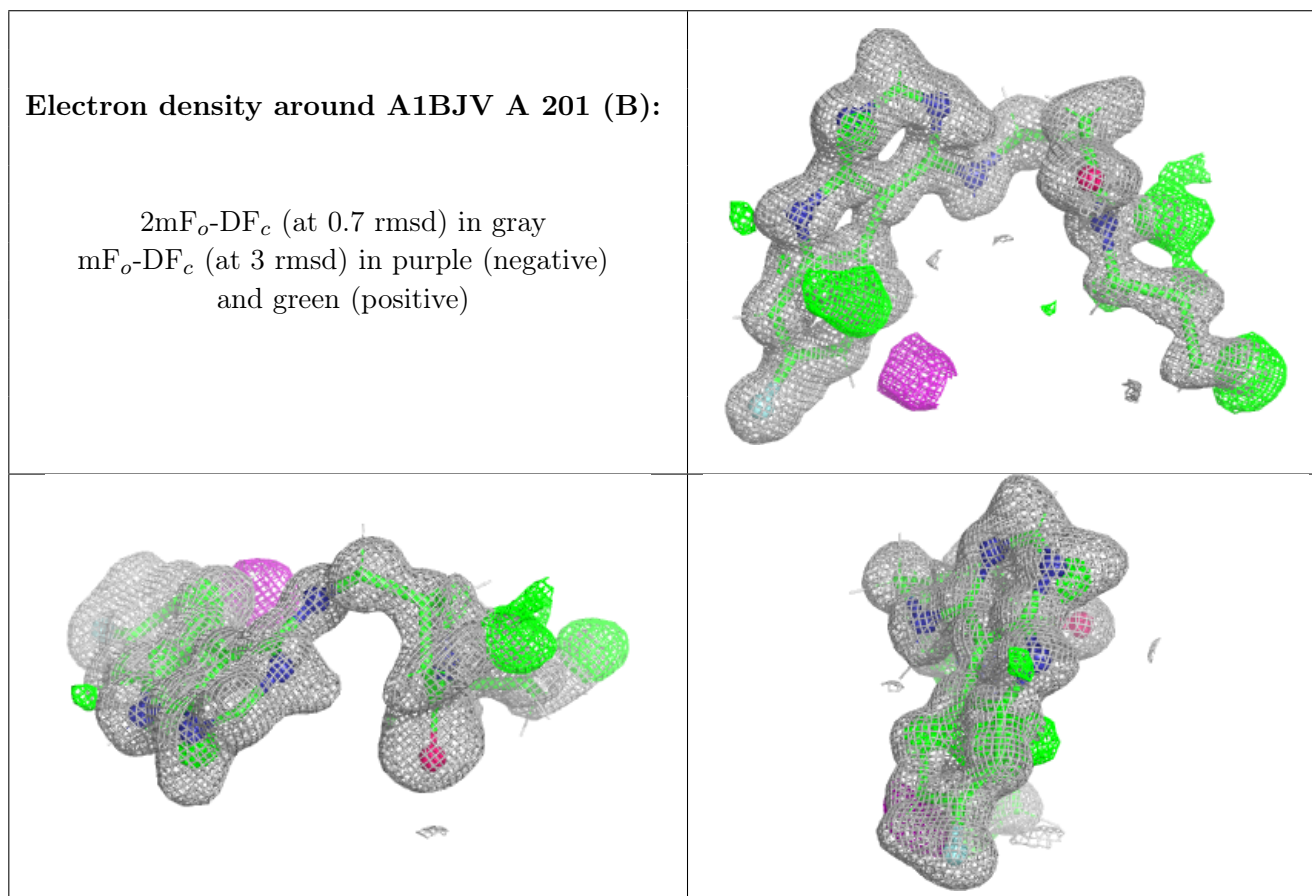 Electron density around A1BJV A 201 (B):
2mFo-DFc (at 0.7 rmsd) in gray
mFo-DFc (at 3 rmsd) in purple (negative)
and green (positive)